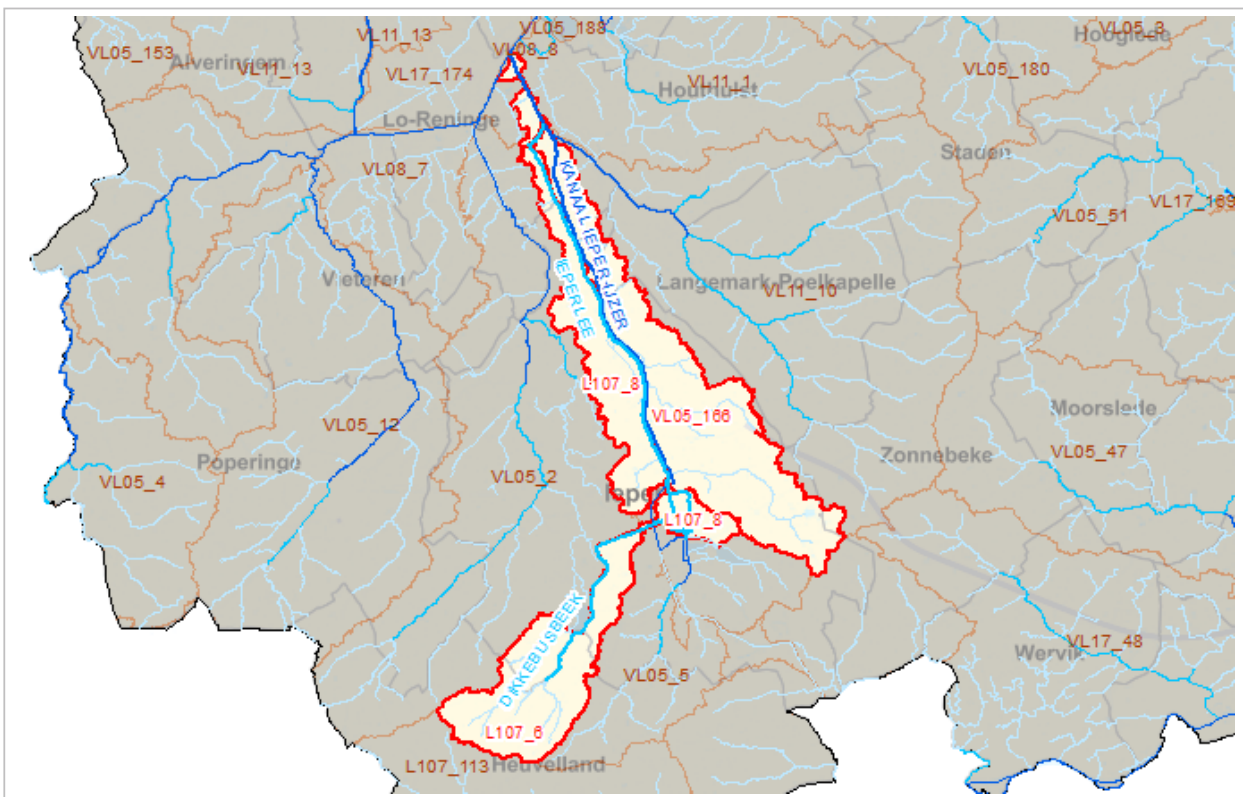 VL05_153
Alveringem
VL11_13
VL11_13
VL17_174
VL05_188
VL08_8
Lo-Reninge
VL11_1
Houthulst
VL05_180
VL05_3
Hooglede
Staden
VL08_7
KANAAL IEPER-IJZER
IEPERLEE
VL05_51
VL17_169
Vleteren
Langemark-Poelkapelle
VL11_10
L107_8
VL05_166
Moorslede
VL05_12
Poperinge
VL05_4
VL05_2
Zonnebeke
VL05_47
Ieper
L107_8
DIKKEBUSBEEK
VL05_5
Wervik
VL17_48
L107_6
L107_113
Heuvelland